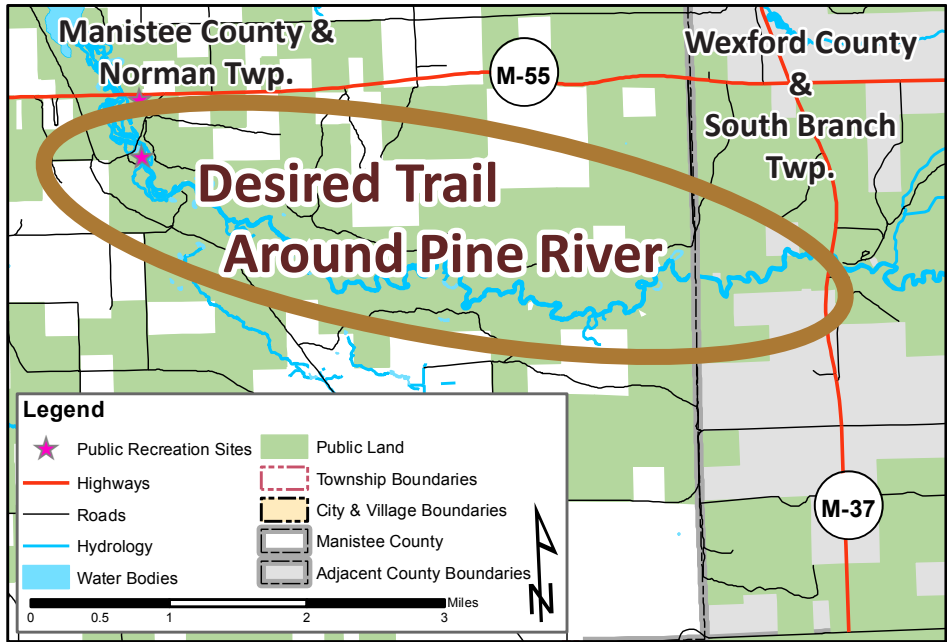 Manistee County &
Norman Twp.
M-55
Wexford County
&
South Branch
Twp.
Desired Trail
Around Pine River
M-37
Legend
Public Recreation Sites
Highways
Roads
Hydrology
Water Bodies
Public Land
Township Boundaries
City & Village Boundaries
Manistee County
Adjacent County Boundaries
0 0.5 1 2 3 Miles
N